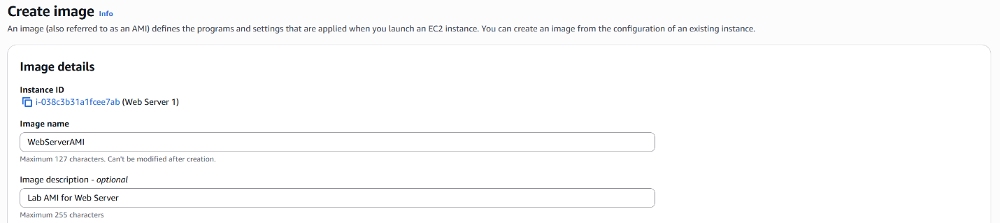 Create image Info
An image (also referred to as an AMI) defines the programs and settings that are applied when you launch an EC2 instance. You can create an image from the configuration of an existing instance.
Image details
Instance ID
i-038c3b31a1fcee7ab (Web Server 1)
Image name
WebServerAMI
Maximum 127 characters. Can't be modified after creation.
Image description - optional
Lab AMI for Web Server
Maximum 255 characters